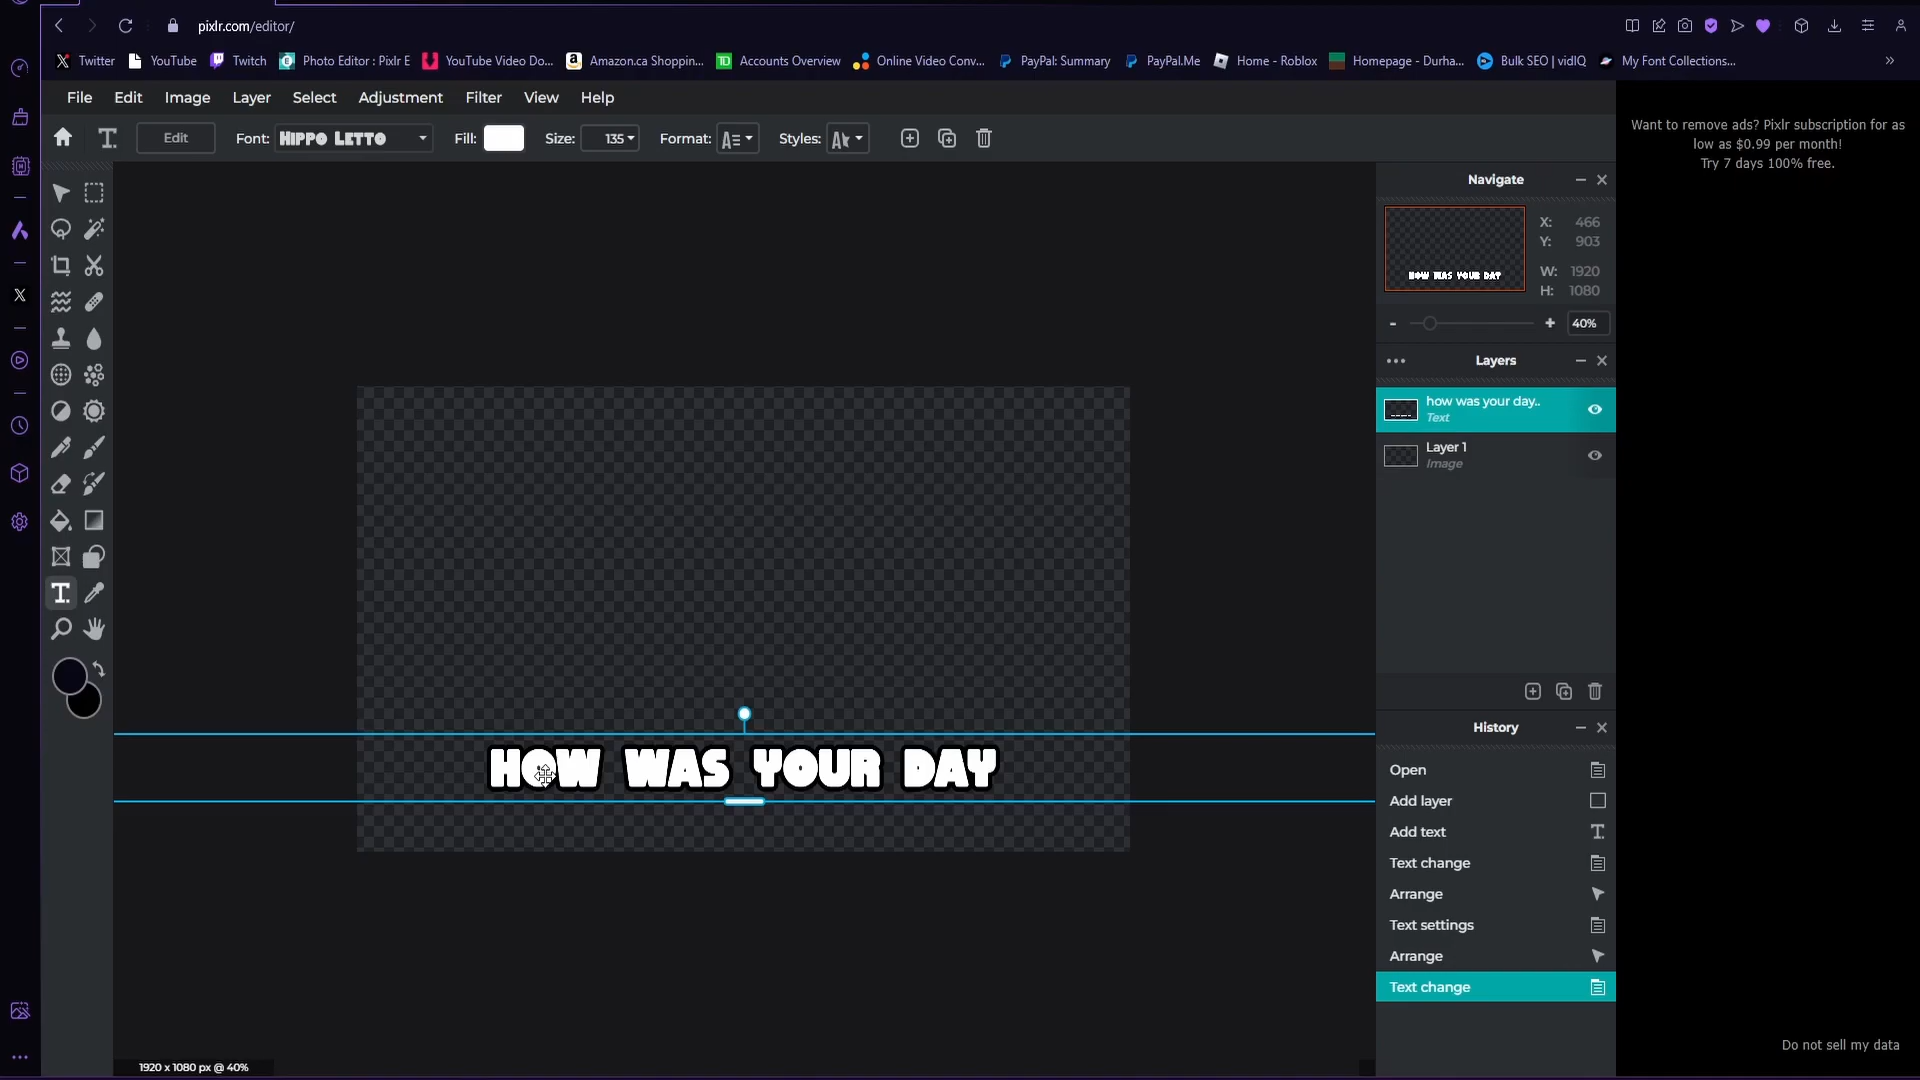 pixlr.com/editor/
Twitter YouTube Twitch Photo Editor : Pixlr E YouTube Video Do... Amazon.ca Shoppin... Accounts Overview Online Video Conv... PayPal: Summary PayPal.Me Home - Roblox Homepage - Durha... Bulk SEO | vidIQ My Font Collections...
File Edit Image Layer Select Adjustment Filter View Help
Edit Font: Hippo Letto Fill: Size: 135 Format: Styles:
Want to remove ads? Pixlr subscription for as
low as $0.99 per month!
Try 7 days 100% free.
Navigate
X: 466
Y: 903
W: 1920
H: 1080
HOW WAS YOUR DAY
- + 40%
Layers
how was your day..
Text
Layer 1
Image
HOW WAS YOUR DAY
History
Open
Add layer
Add text
Text change
Arrange
Text settings
Arrange
Text change
Do not sell my data
1920 x 1080 px @ 40%